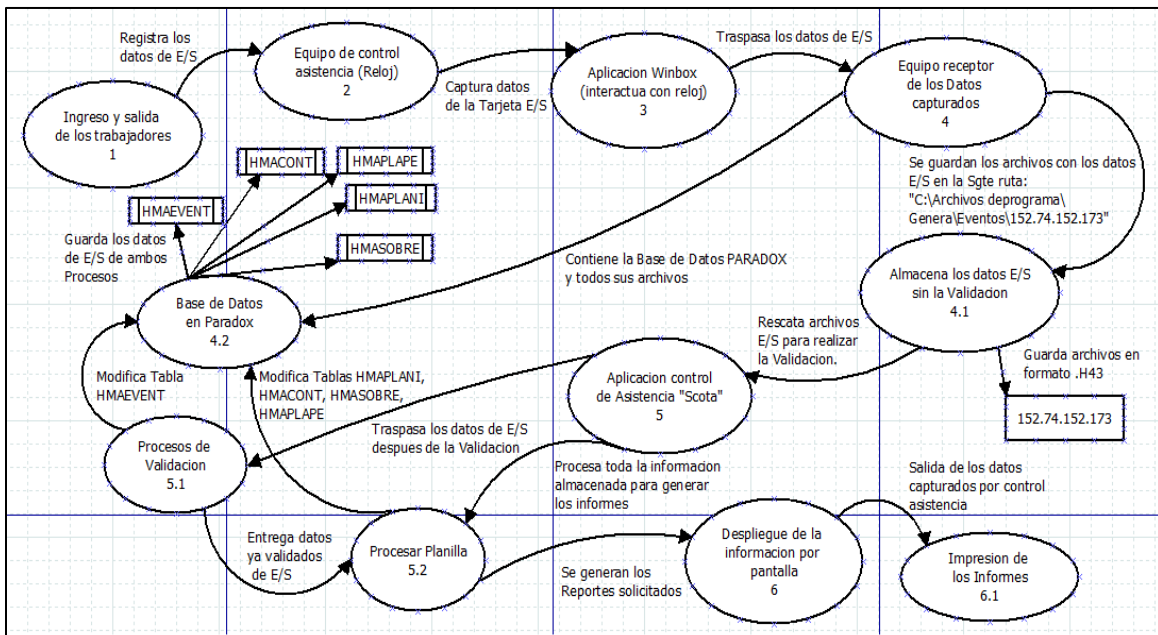 Registra los
datos de E/S
Equipo de control
asistencia (Reloj)
2
Captura datos
de la Tarjeta E/S
Aplicacion Winbox
(interactua con reloj)
3
Traspasa los datos de E/S
Equipo receptor
de los Datos
capturados
4
Ingreso y salida
de los trabajadores
1
HMACONT
HMAPLAPE
HMAPLANI
HMAEVENT
HMASOBRE
Guarda los datos
de E/S de ambos
Procesos
Se guardan los archivos con los datos
E/S en la Sgte ruta:
"C:\Archivos deprograma\
Genera\Eventos\152.74.152.173"
Contiene la Base de Datos PARADOX
y todos sus archivos
Base de Datos
en Paradox
4.2
Almacena los datos E/S
sin la Validacion
4.1
Rescata archivos
E/S para realizar
la Validacion.
Guarda archivos en
formato .H43
152.74.152.173
Modifica Tabla
HMAEVENT
Modifica Tablas HMAPLANI,
HMACONT, HMASOBRE,
HMAPLAPE
Aplicacion control
de Asistencia "Scota"
5
Traspasa los datos de E/S
despues de la Validacion
Procesos de
Validacion
5.1
Procesa toda la informacion
almacenada para generar
los informes
Salida de los datos
capturados por control
asistencia
Entrega datos
ya validados
de E/S
Procesar Planilla
5.2
Se generan los
Reportes solicitados
Despliegue de la
informacion por
pantalla
6
Impresion de
los Informes
6.1